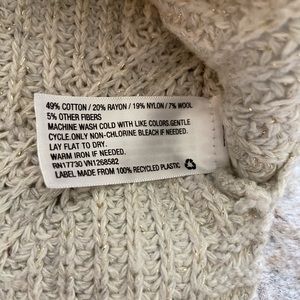 49% COTTON / 20% RAYON / 19% NYLON / 7% WOOL
5% OTHER FIBERS
MACHINE WASH COLD WITH LIKE COLORS.GENTLE
CYCLE.ONLY NON-CHLORINE BLEACH IF NEEDED.
LAY FLAT TO DRY.
WARM IRON IF NEEDED.
RN17730 VN1268582
LABEL MADE FROM 100% RECYCLED PLASTIC